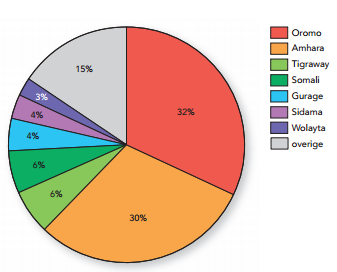 Oromo
Amhara
Tigraway
Somali
Gurage
Sidama
Wolayta
overige
32%
30%
6%
6%
4%
4%
3%
15%